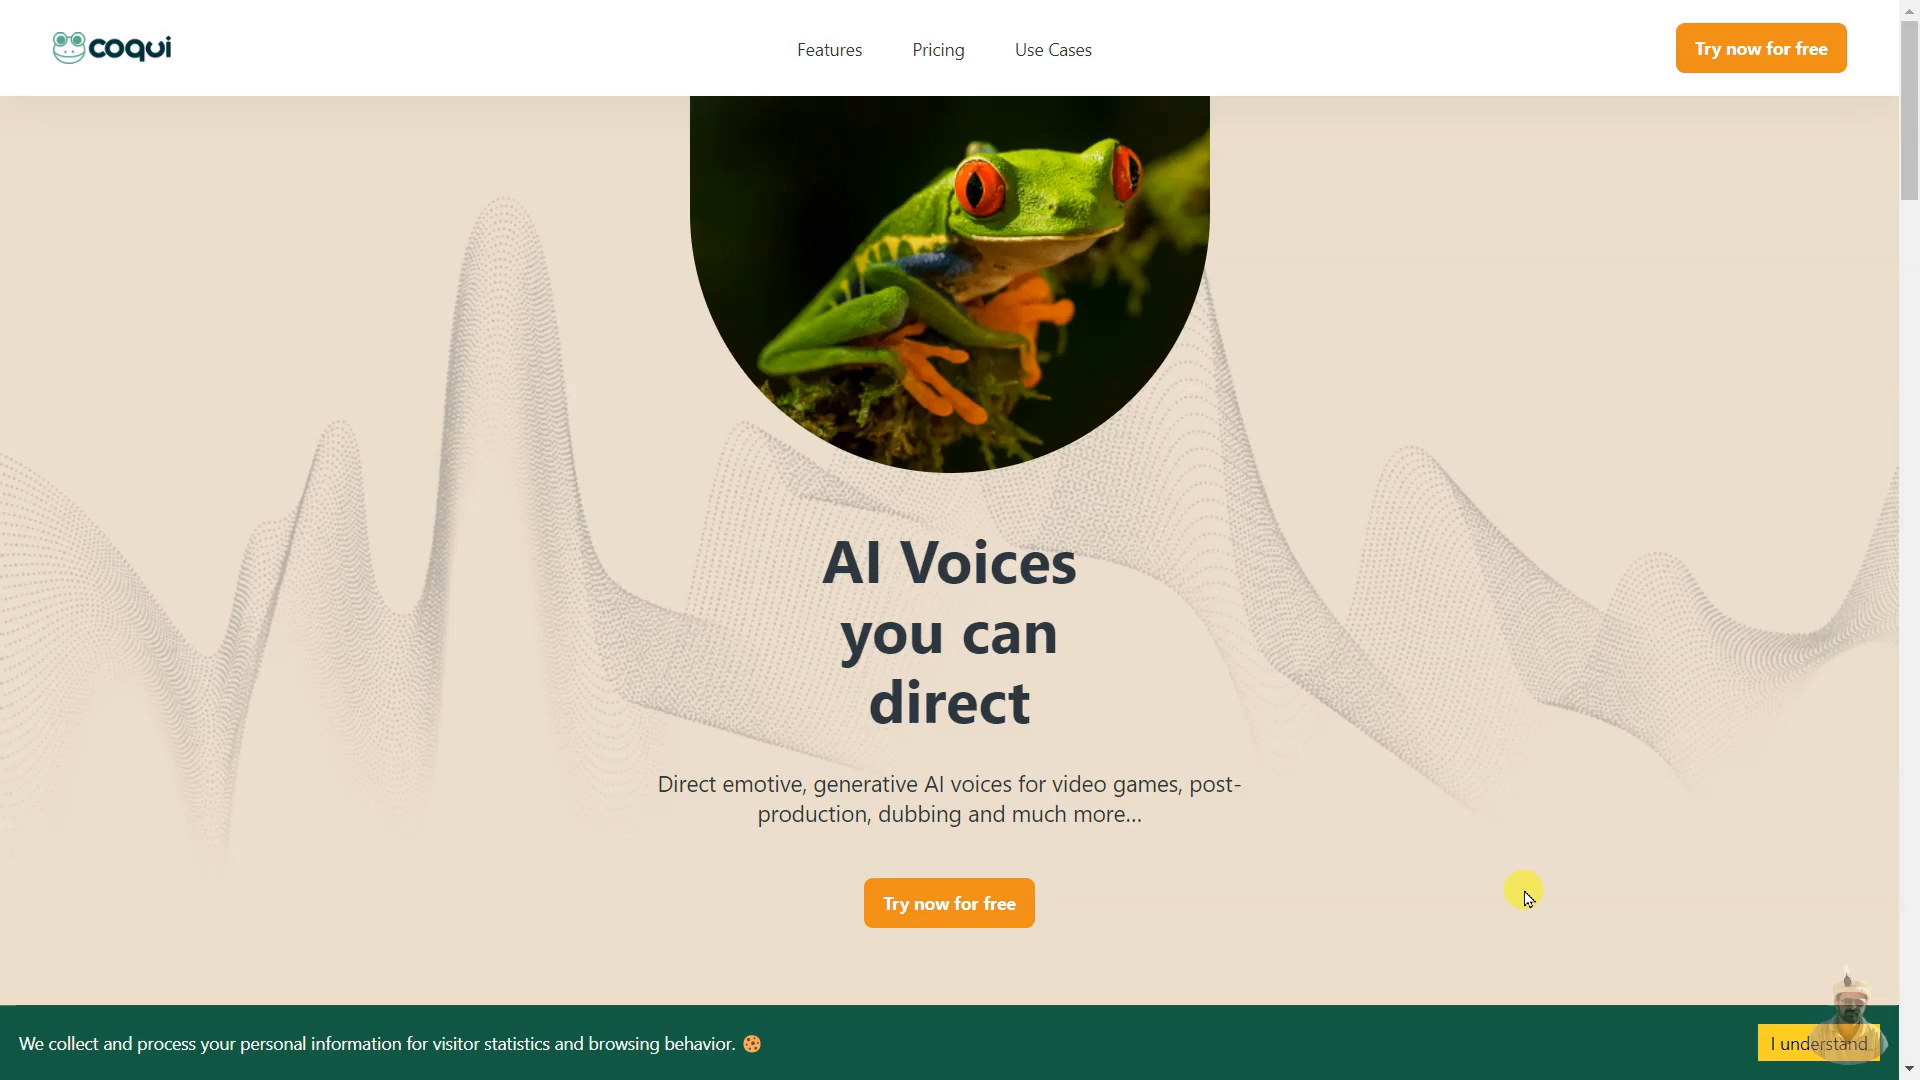 coqui
Features
Pricing
Use Cases
Try now for free
AI Voices
you can
direct
Direct emotive, generative AI voices for video games, post-
production, dubbing and much more...
Try now for free
We collect and process your personal information for visitor statistics and browsing behavior.
I understand